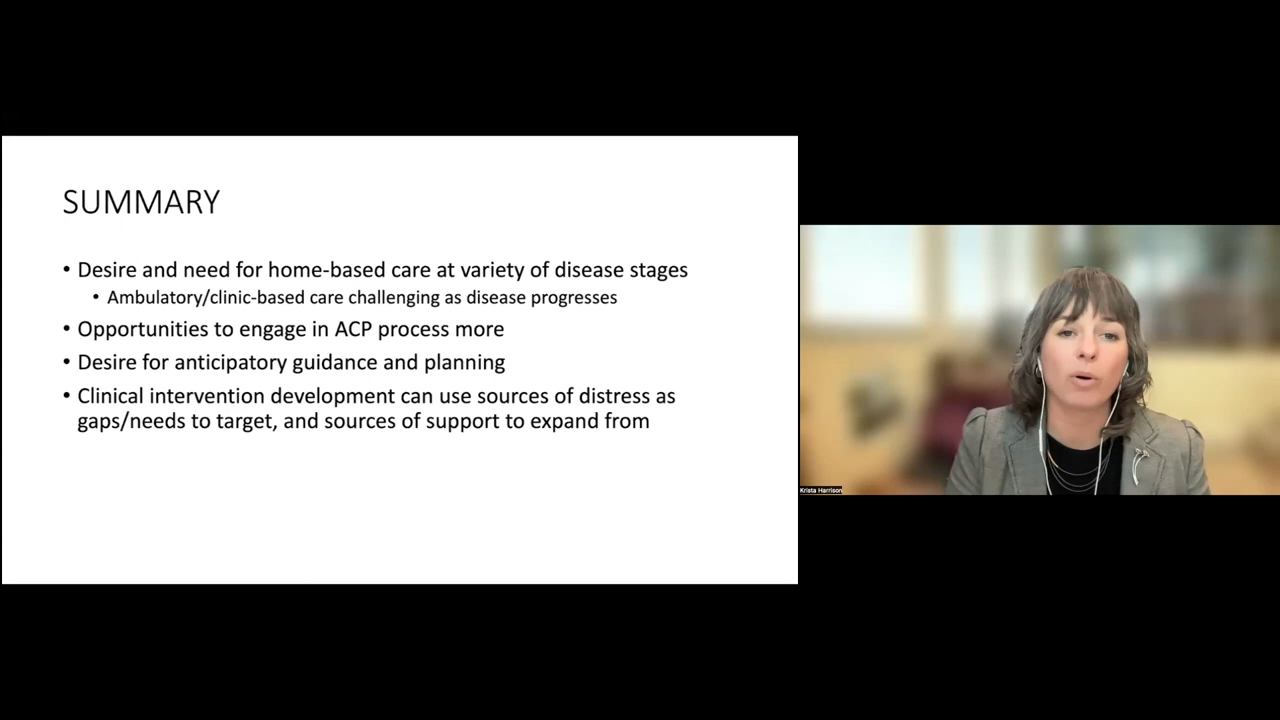 SUMMARY
• Desire and need for home-based care at variety of disease stages
• Ambulatory/clinic-based care challenging as disease progresses
• Opportunities to engage in ACP process more
• Desire for anticipatory guidance and planning
• Clinical intervention development can use sources of distress as
gaps/needs to target, and sources of support to expand from
Krista Harrison